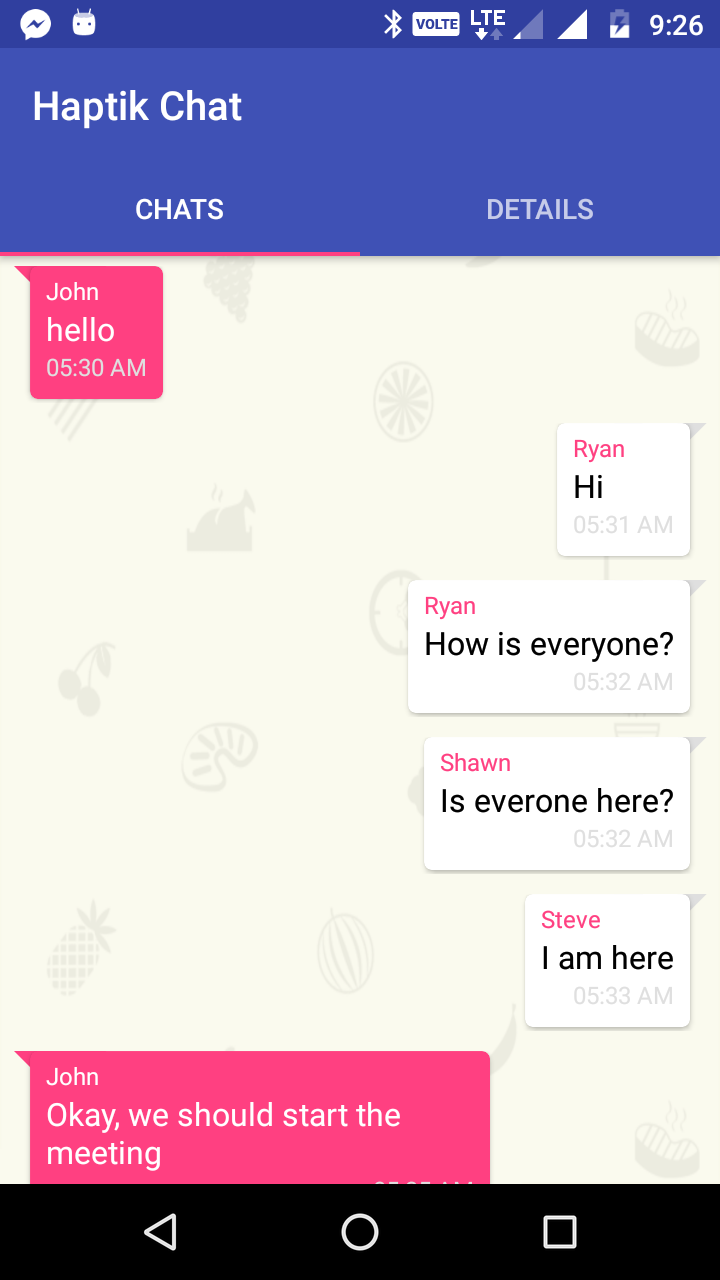 VOLTE LTE 9:26
Haptik Chat
CHATS DETAILS
John
hello
05:30 AM
Ryan
Hi
05:31 AM
Ryan
How is everyone?
05:32 AM
Shawn
Is everone here?
05:32 AM
Steve
I am here
05:33 AM
John
Okay, we should start the
meeting